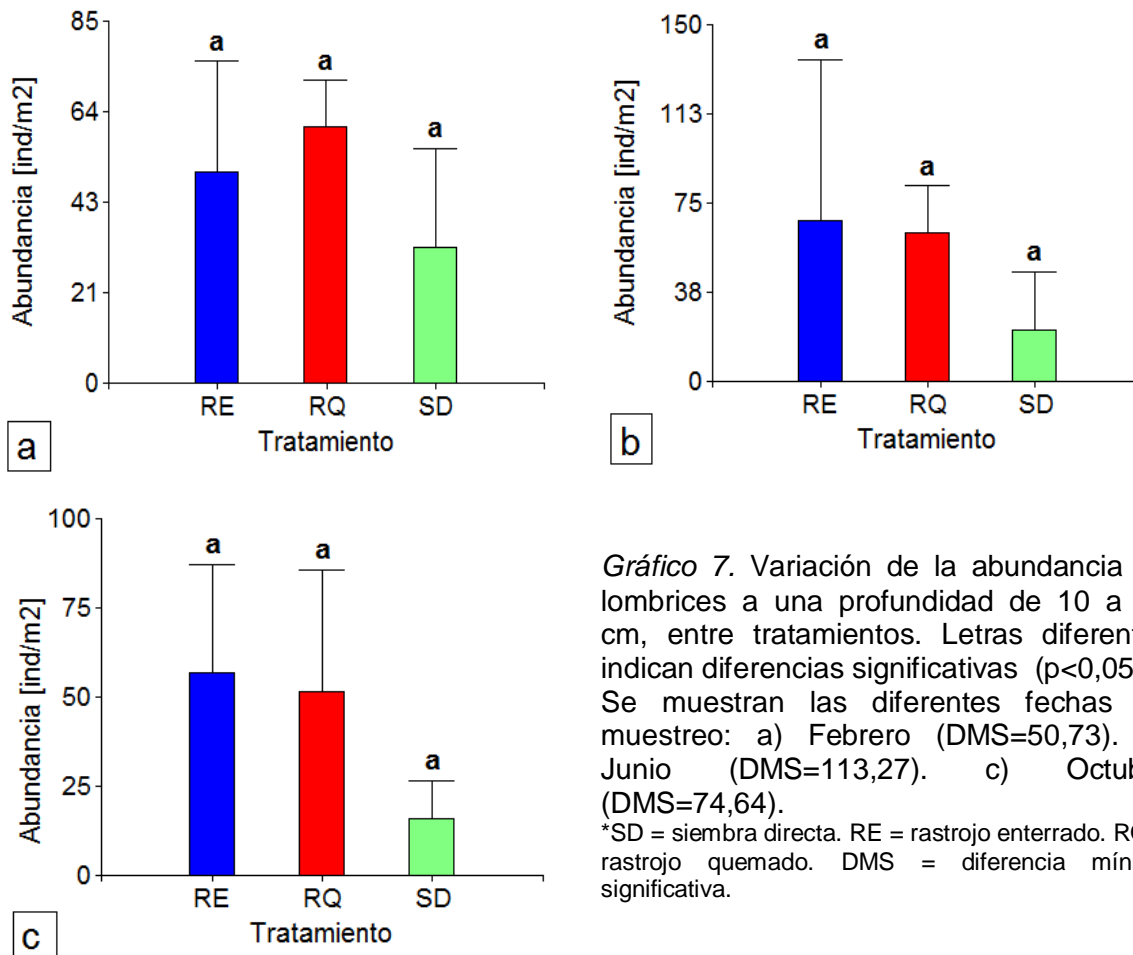 85
64
43
21
0
Abundancia [ind/m2]
a a a
RE RQ SD
Tratamiento
a
150
113
75
38
0
Abundancia [ind/m2]
a a a
RE RQ SD
Tratamiento
b
100
75
50
25
0
Abundancia [ind/m2]
a a a
RE RQ SD
Tratamiento
c
Gráfico 7. Variación de la abundancia
lombrices a una profundidad de 10 a
cm, entre tratamientos. Letras
indican diferencias significativas (p<0,05
Se muestran las diferentes fechas
muestreo: a) Febrero (DMS=50,73).
Junio (DMS=113,27). c)
(DMS=74,64).
*SD = siembra directa. RE = rastrojo enterrado.
rastrojo quemado. DMS = diferencia
significativa.